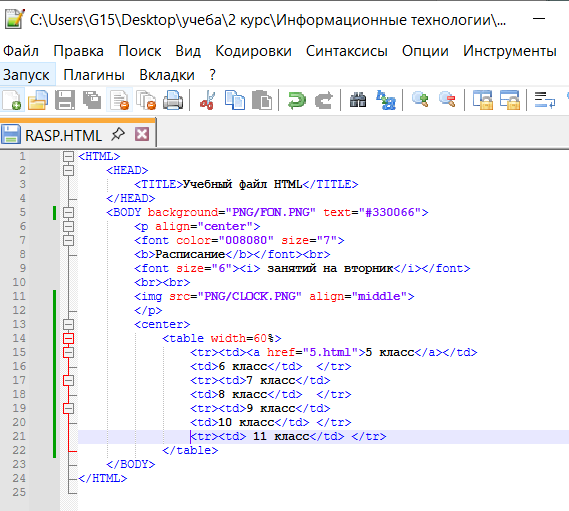 C:\Users\G15\Desktop\учеба\2 курс\Информационные технологии\...
Файл Правка Поиск Вид Кодировки Синтаксисы Опции Инструменты
Запуск Плагины Вкладки ?
RASP.HTML
1 <HTML>
2 <HEAD>
3 <TITLE>Учебный файл HTML</TITLE>
4 </HEAD>
5 <BODY background="PNG/FON.PNG" text="#330066">
6 <p align="center">
7 <font color="008080" size="7">
8 <b>Расписание</b></font><br>
9 <font size="6"><i> занятий на вторник</i></font>
10 <br><br>
11 <img src="PNG/CLOCK.PNG" align="middle">
12 </p>
13 <center>
14 <table width=60%>
15 <tr><td><a href="5.html">5 класс</a></td>
16 <td>6 класс</td> </tr>
17 <tr><td>7 класс</td>
18 <td>8 класс</td> </tr>
19 <tr><td>9 класс</td>
20 <td>10 класс</td> </tr>
21 <tr><td> 11 класс</td> </tr>
22 </table>
23 </BODY>
24 </HTML>
25